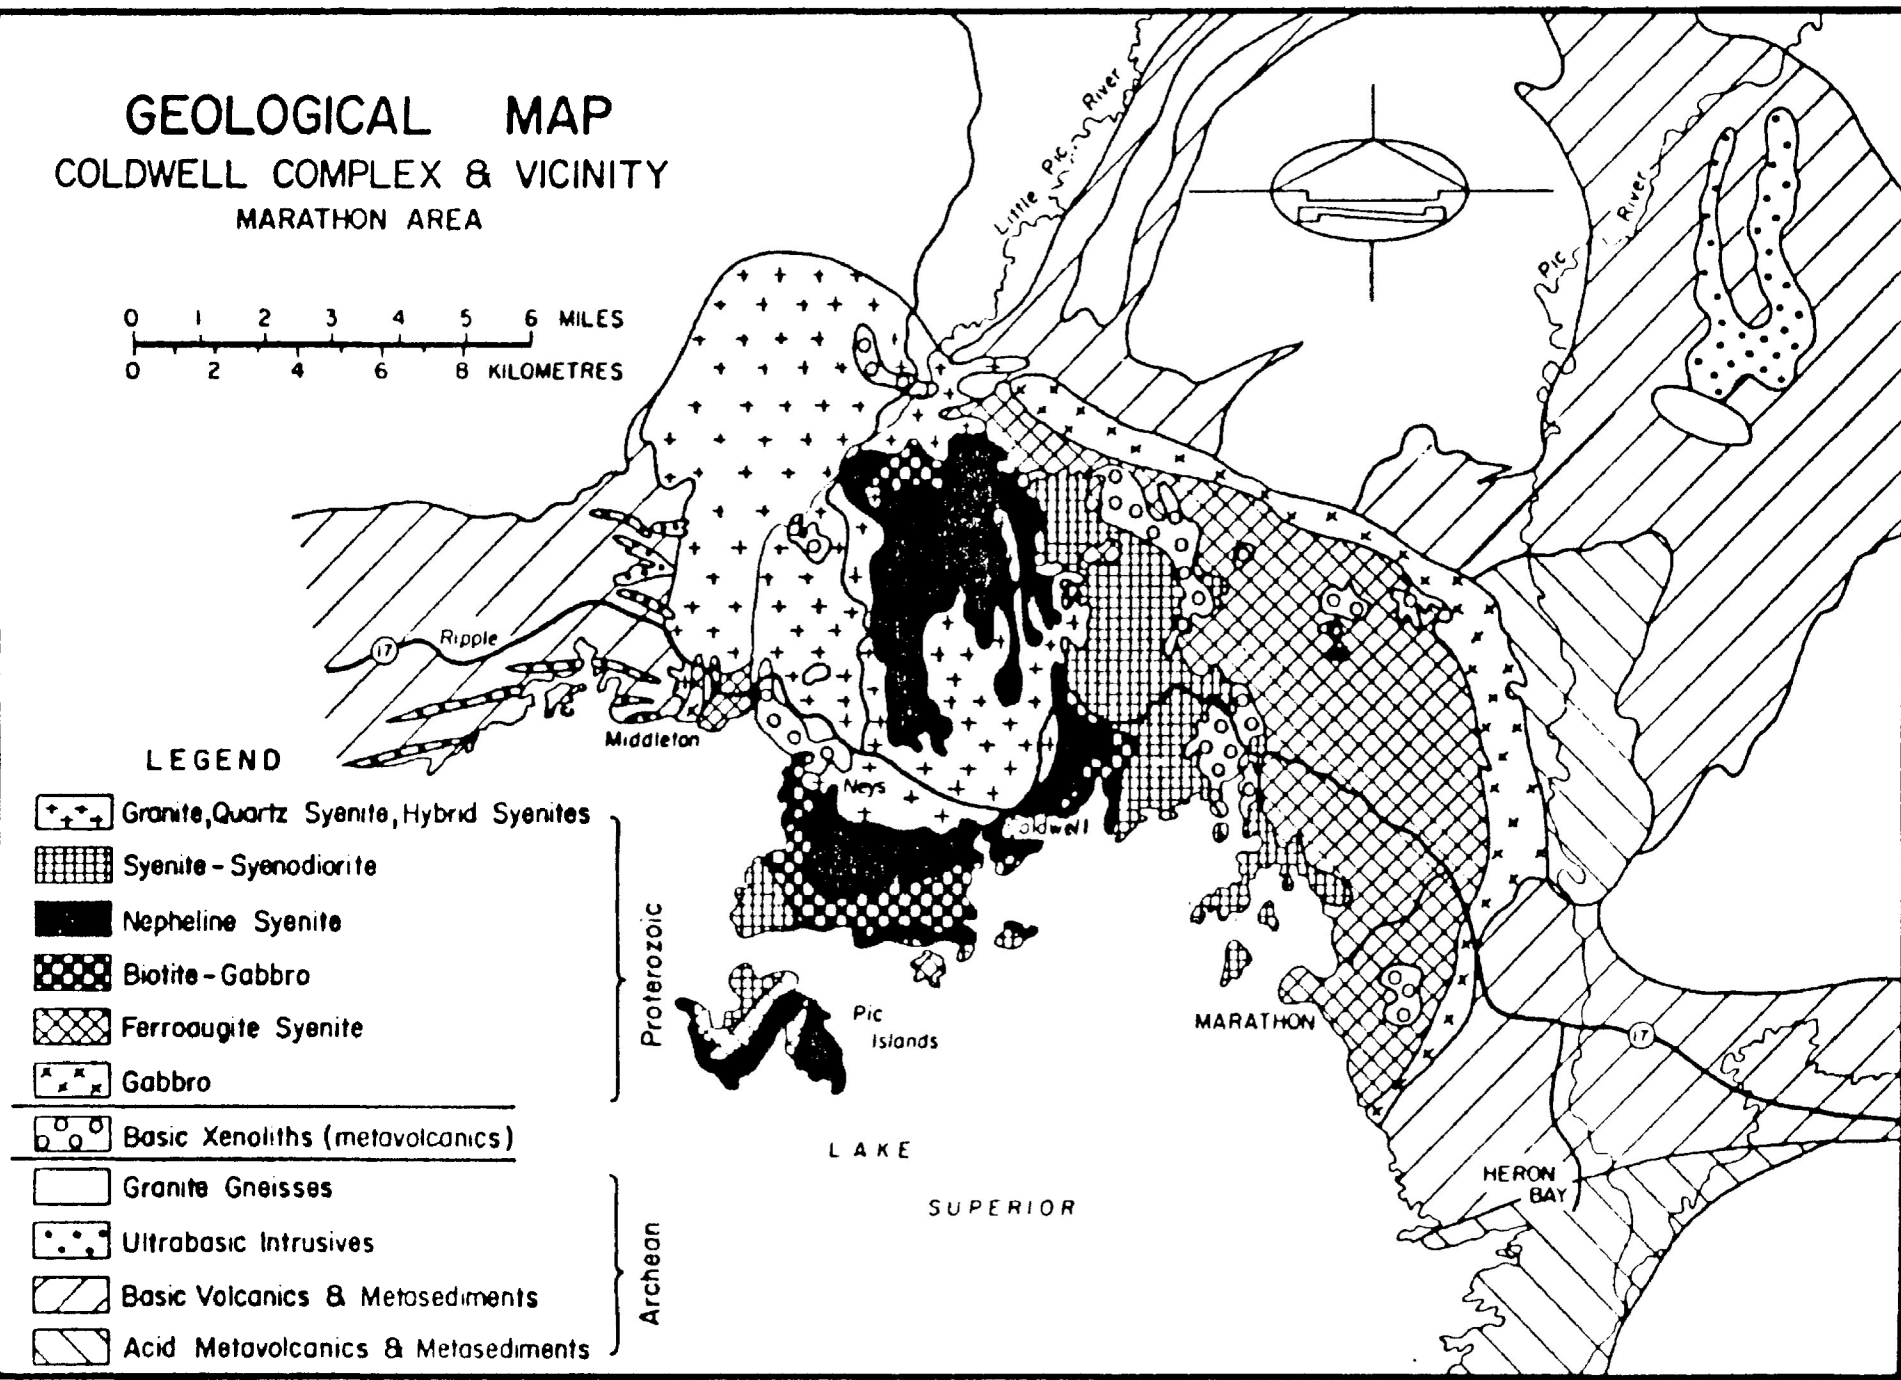 GEOLOGICAL MAP
COLDWELL COMPLEX & VICINITY
MARATHON AREA
0 1 2 3 4 5 6 MILES
0 2 4 6 8 KILOMETRES
Little Pic River
Pic River
17
Ripple
Middleton
Neys
Coldwell
Pic
Islands
MARATHON
17
HERON
BAY
LAKE
SUPERIOR
LEGEND
Granite, Quartz Syenite, Hybrid Syenites
Syenite - Syenodiorite
Nepheline Syenite
Biotite - Gabbro
Ferroaugite Syenite
Gabbro
Proterozoic
Basic Xenoliths (metavolcanics)
Granite Gneisses
Ultrabasic Intrusives
Basic Volcanics & Metasediments
Acid Metavolcanics & Metasediments
Archean